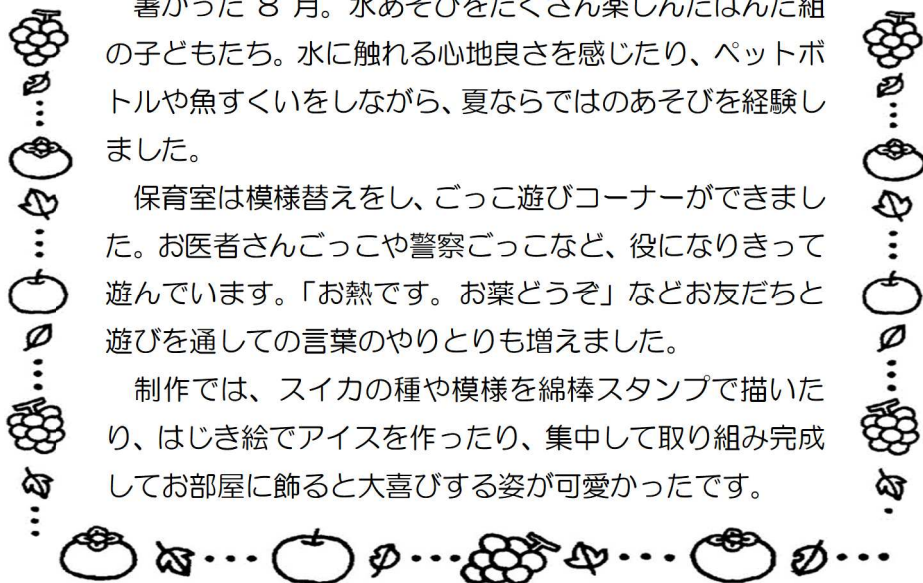 暑かった 8 月。水あそびをたくさん楽しんだぱんだ組
の子どもたち。水に触れる心地良さを感じたり、ペットボ
トルや魚すくいをしながら、夏ならではのあそびを経験し
ました。
保育室は模様替えをし、ごっこ遊びコーナーができまし
た。お医者さんごっこや警察ごっこなど、役になりきって
遊んでいます。「お熱です。お薬どうぞ」などお友だちと
遊びを通しての言葉のやりとりも増えました。
制作では、スイカの種や模様を綿棒スタンプで描いた
り、はじき絵でアイスを作ったり、集中して取り組み完成
してお部屋に飾ると大喜びする姿が可愛かったです。